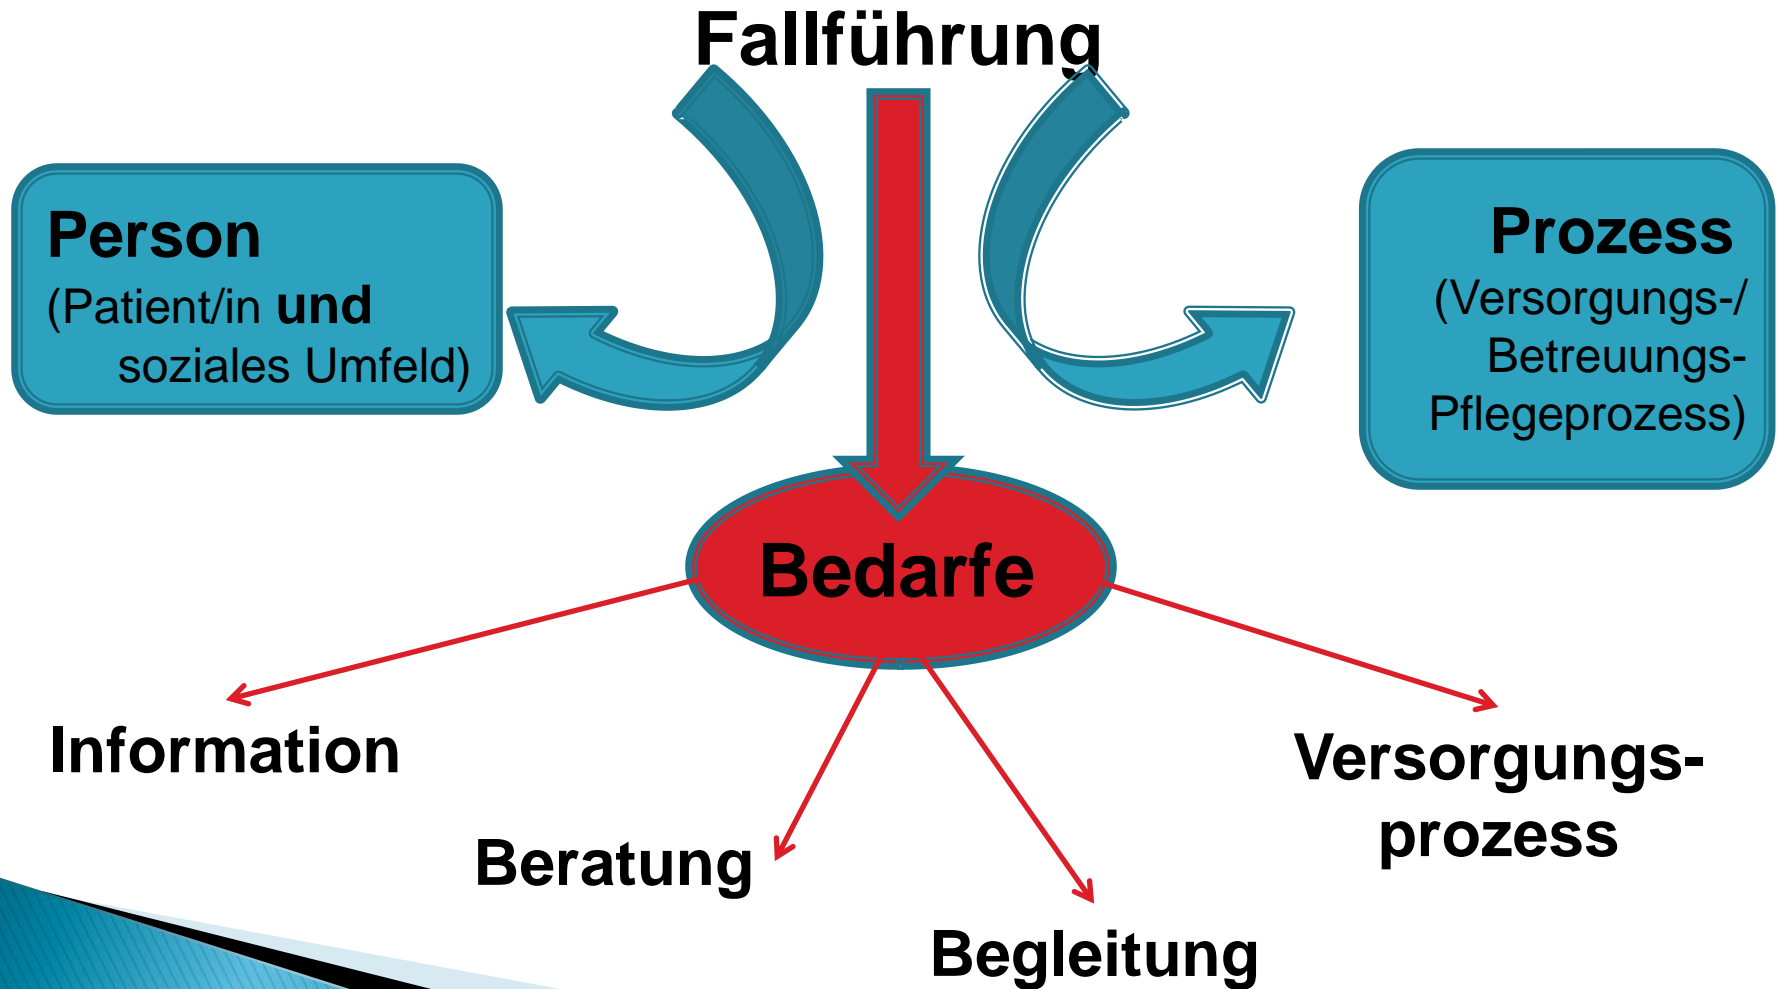 Fallführung
Person
(Patient/in und
soziales Umfeld)
Prozess
(Versorgungs-/
Betreuungs-
Pflegeprozess)
Bedarfe
Information
Beratung
Begleitung
Versorgungs-
prozess